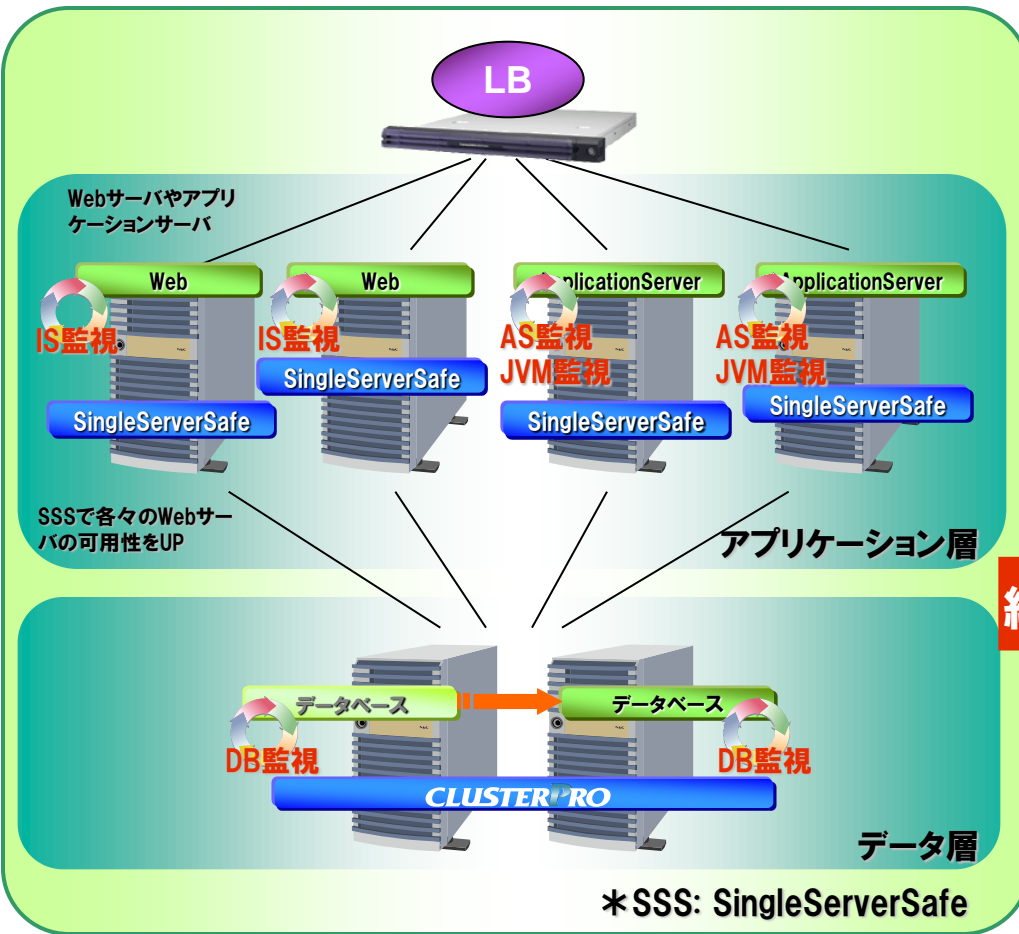 LB
Webサーバやアプリ
ケーションサーバ
Web
Web
ApplicationServer
ApplicationServer
IS監視
IS監視
AS監視
JVM監視
AS監視
JVM監視
SingleServerSafe
SingleServerSafe
SingleServerSafe
SingleServerSafe
SSSで各々のWebサー
バの可用性をUP
アプリケーション層
データベース
データベース
DB監視
DB監視
CLUSTERPRO
データ層
＊SSS: SingleServerSafe